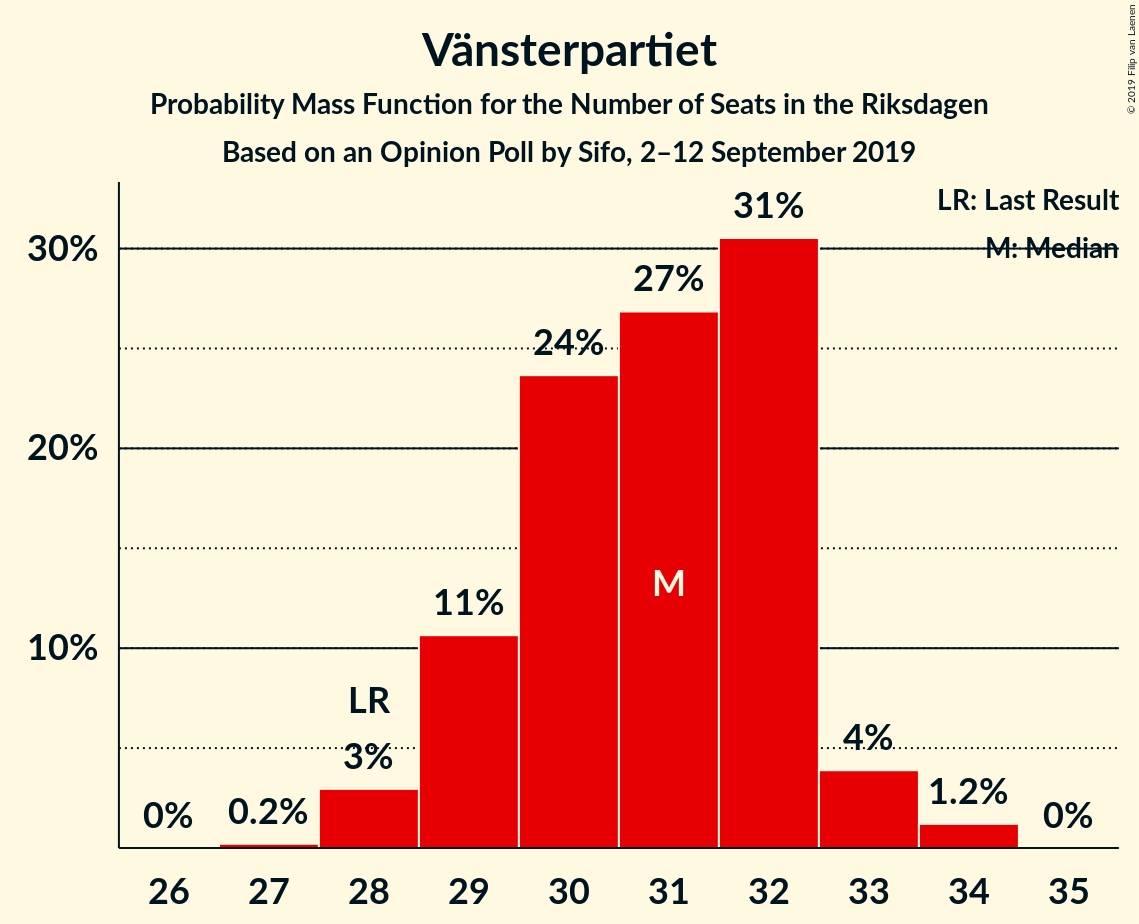 Vänsterpartiet
Probability Mass Function for the Number of Seats in the Riksdagen
Based on an Opinion Poll by Sifo, 2–12 September 2019
© 2019 Filip van Laenen
LR: Last Result
M: Median
30%
20%
10%
0%
0.2%
LR
3%
11%
24%
27%
M
31%
4%
1.2%
0%
26 27 28 29 30 31 32 33 34 35